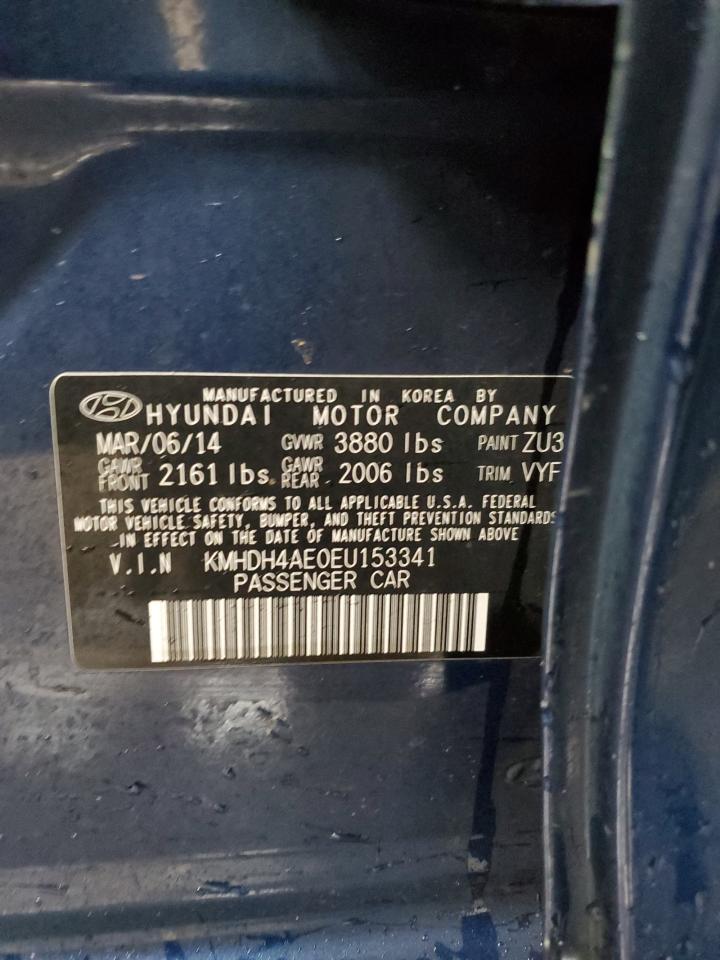 MANUFACTURED IN KOREA BY
HYUNDAI MOTOR COMPANY
MAR/06/14 GVWR 3880 lbs PAINT ZU3
GAWR FRONT 2161 lbs GAWR REAR 2006 lbs TRIM VYF
THIS VEHICLE CONFORMS TO ALL APPLICABLE U.S.A. FEDERAL
MOTOR VEHICLE SAFETY, BUMPER, AND THEFT PREVENTION STANDARDS
IN EFFECT ON THE DATE OF MANUFACTURE SHOWN ABOVE
V.I.N KMHDH4AE0EU153341
PASSENGER CAR